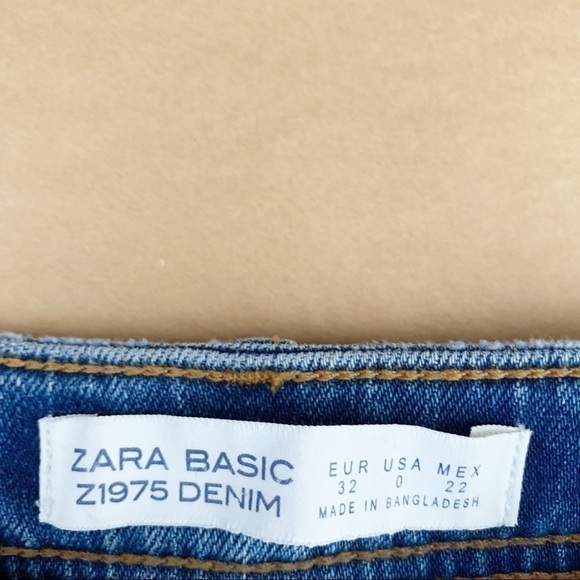 ZARA BASIC
Z1975 DENIM
EUR USA MEX
32 0 22
MADE IN BANGLADESH